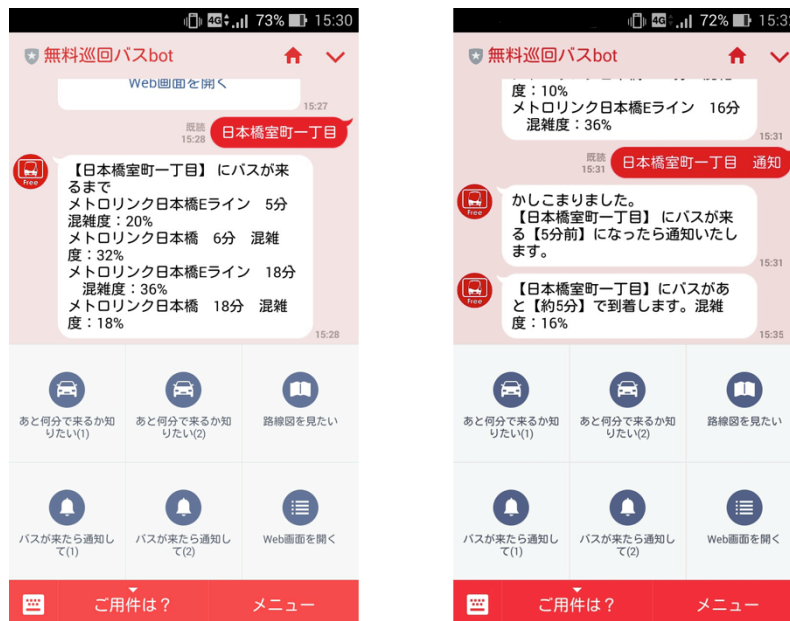 4G 73% 15:30
無料巡回バスbot
Web画面を開く
15:27
既読
15:28
日本橋室町一丁目
Free
【日本橋室町一丁目】 にバスが来
るまで
メトロリンク日本橋Eライン 5分
混雑度：20%
メトロリンク日本橋 6分 混雑
度：32%
メトロリンク日本橋Eライン 18分
混雑度：36%
メトロリンク日本橋 18分 混雑
度：18%
15:28
あと何分で来るか知
りたい(1)
あと何分で来るか知
りたい(2)
路線図を見たい
バスが来たら通知し
て(1)
バスが来たら通知し
て(2)
Web画面を開く
ご用件は？
メニュー
4G 72%
無料巡回バスbot
度：10%
メトロリンク日本橋Eライン 16分
混雑度：36%
15:31
既読
15:31
日本橋室町一丁目 通知
Free
かしこまりました。
【日本橋室町一丁目】 にバスが来
る【5分前】になったら通知いたし
ます。
15:31
Free
【日本橋室町一丁目】にバスがあ
と【約5分】で到着します。混雑
度：16%
15:35
あと何分で来るか知
りたい(1)
あと何分で来るか知
りたい(2)
路線図を見たい
バスが来たら通知し
て(1)
バスが来たら通知し
て(2)
Web画面を開く
ご用件は？
メニュー